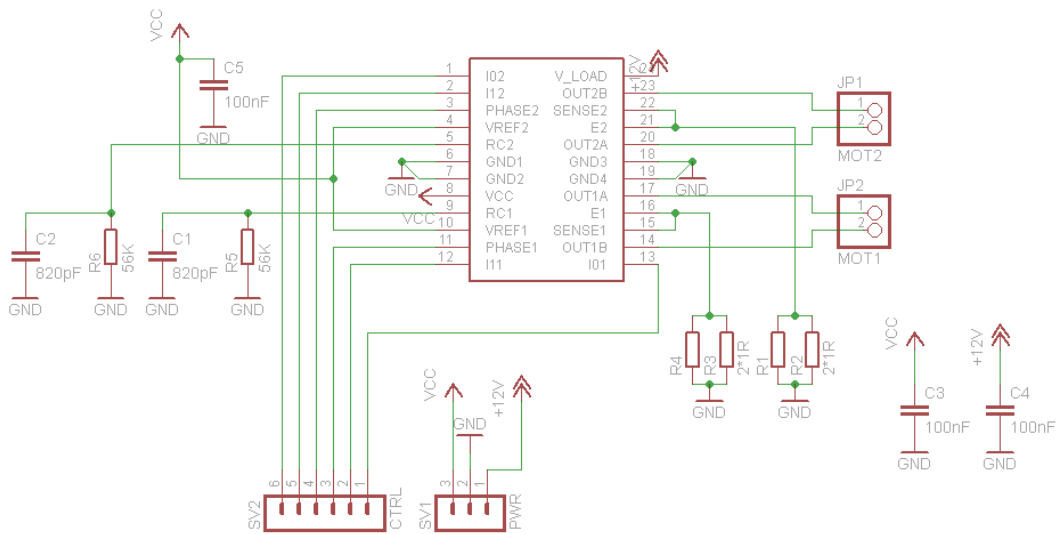 VCC
C5
100nF
GND
1 I02
2 I12
3 PHASE2
4 VREF2
5 RC2
6 GND1
7 GND2
8 VCC
9 RC1
10 VREF1
11 PHASE1
12 I11
V_LOAD 24
OUT2B 23
SENSE2 22
E2 21
OUT2A 20
GND3 18
GND4 19
OUT1A 17
E1 16
SENSE1 15
OUT1B 14
I01 13
+12V
GND
VCC
GND
JP1
1
2
MOT2
JP2
1
2
MOT1
C2
820pF
GND
R6
56K
GND
C1
820pF
GND
R5
56K
GND
R4
R3
2*1R
GND
R1
R2
2*1R
GND
VCC
C3
100nF
GND
+12V
C4
100nF
GND
VCC
GND
+12V
SV2
6 5 4 3 2 1
CTRL
SV1
3 2 1
PWR